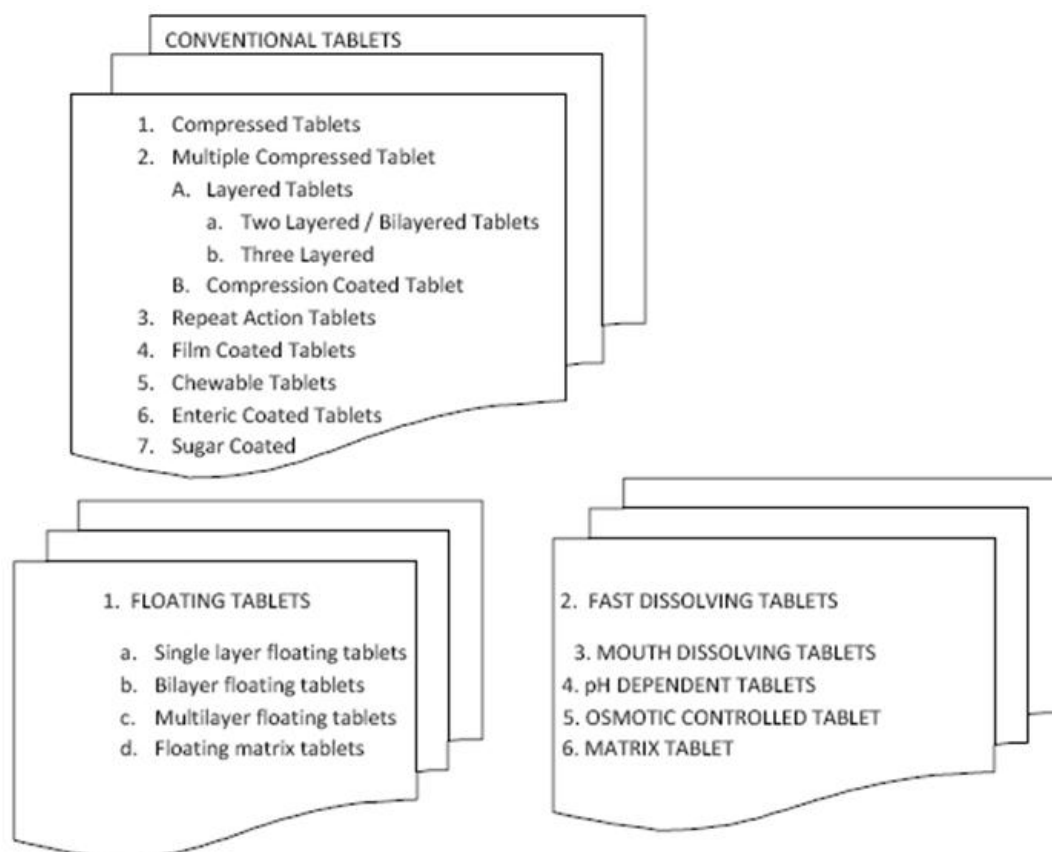 CONVENTIONAL TABLETS
1. Compressed Tablets
2. Multiple Compressed Tablet
A. Layered Tablets
a. Two Layered / Bilayered Tablets
b. Three Layered
B. Compression Coated Tablet
3. Repeat Action Tablets
4. Film Coated Tablets
5. Chewable Tablets
6. Enteric Coated Tablets
7. Sugar Coated
1. FLOATING TABLETS
a. Single layer floating tablets
b. Bilayer floating tablets
c. Multilayer floating tablets
d. Floating matrix tablets
2. FAST DISSOLVING TABLETS
3. MOUTH DISSOLVING TABLETS
4. pH DEPENDENT TABLETS
5. OSMOTIC CONTROLLED TABLET
6. MATRIX TABLET